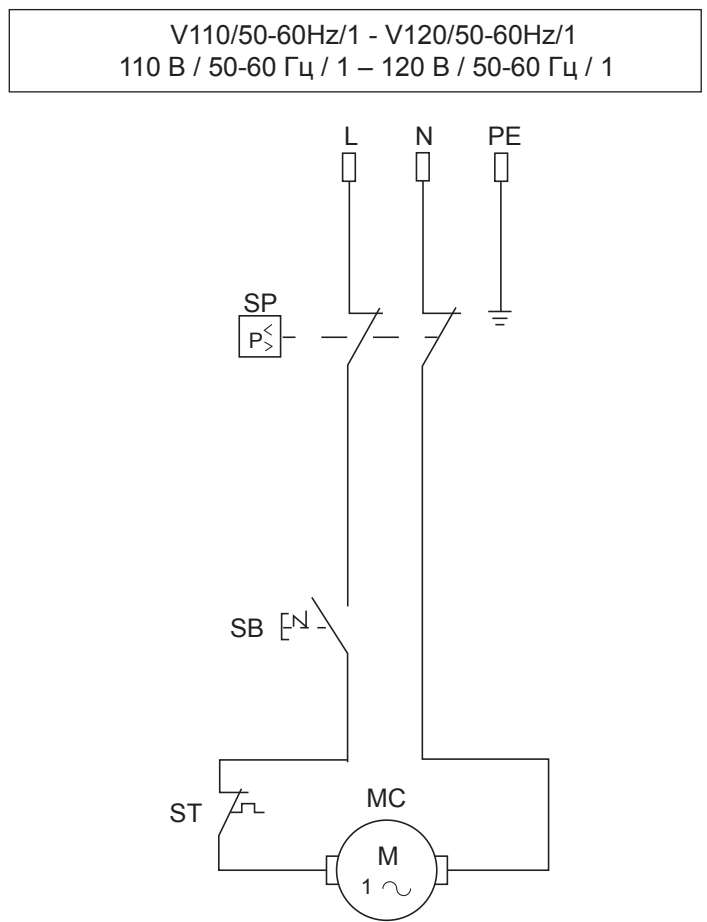 V110/50-60Hz/1 - V120/50-60Hz/1
110 В / 50-60 Гц / 1 – 120 В / 50-60 Гц / 1
L N PE
SP
P<>
SB
ST
MC
M
1 ~